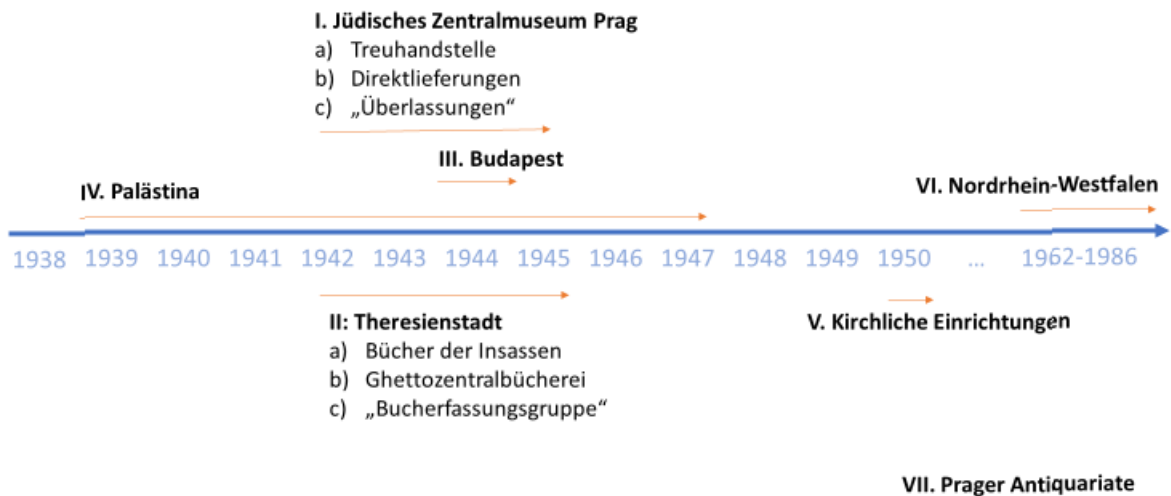 I. Jüdisches Zentralmuseum Prag
a) Treuhandstelle
b) Direktlieferungen
c) „Überlassungen“
III. Budapest
IV. Palästina
VI. Nordrhein-Westfalen
1938 1939 1940 1941 1942 1943 1944 1945 1946 1947 1948 1949 1950 ... 1962-1986
II: Theresienstadt
a) Bücher der Insassen
b) Ghettozentralbücherei
c) „Bucherfassungsgruppe“
V. Kirchliche Einrichtungen
VII. Prager Antiquariate